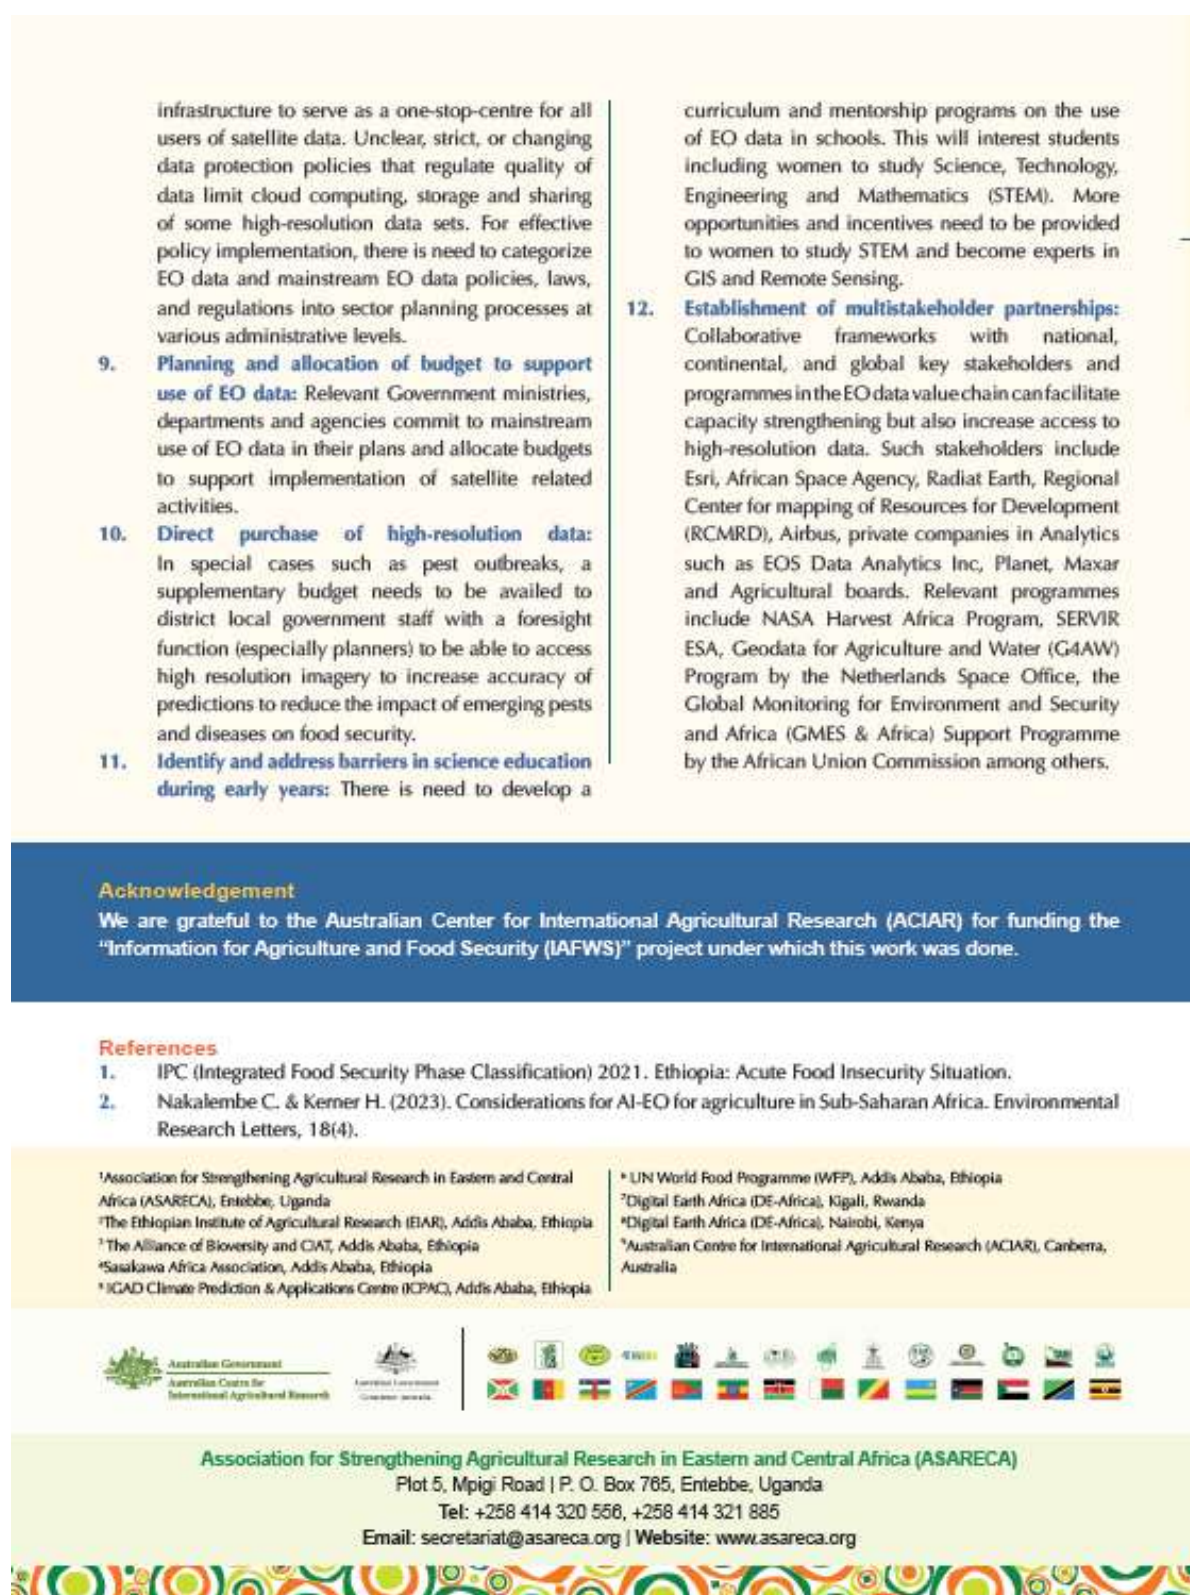 infrastructure to serve as a one-stop-centre for all
users of satellite data. Unclear, strict, or changing
data protection policies that regulate quality of
data limit cloud computing, storage and sharing
of some high-resolution data sets. For effective
policy implementation, there is need to categorize
EO data and mainstream EO data policies, laws,
and regulations into sector planning processes at
various administrative levels.
9. Planning and allocation of budget to support
use of EO data: Relevant Government ministries,
departments and agencies commit to mainstream
use of EO data in their plans and allocate budgets
to support implementation of satellite related
activities.
10. Direct purchase of high-resolution data:
In special cases such as pest outbreaks, a
supplementary budget needs to be availed to
district local government staff with a foresight
function (especially planners) to be able to access
high resolution imagery to increase accuracy of
predictions to reduce the impact of emerging pests
and diseases on food security.
11. Identify and address barriers in science education
during early years: There is need to develop a
curriculum and mentorship programs on the use
of EO data in schools. This will interest students
including women to study Science, Technology,
Engineering and Mathematics (STEM). More
opportunities and incentives need to be provided
to women to study STEM and become experts in
GIS and Remote Sensing.
12. Establishment of multistakeholder partnerships:
Collaborative frameworks with national,
continental, and global key stakeholders and
programmes in the EO data value chain can facilitate
capacity strengthening but also increase access to
high-resolution data. Such stakeholders include
Esri, African Space Agency, Radiat Earth, Regional
Center for mapping of Resources for Development
(RCMRD), Airbus, private companies in Analytics
such as EOS Data Analytics Inc, Planet, Maxar
and Agricultural boards. Relevant programmes
include NASA Harvest Africa Program, SERVIR
ESA, Geodata for Agriculture and Water (G4AW)
Program by the Netherlands Space Office, the
Global Monitoring for Environment and Security
and Africa (GMES & Africa) Support Programme
by the African Union Commission among others.
Acknowledgement
We are grateful to the Australian Center for International Agricultural Research (ACIAR) for funding the
“Information for Agriculture and Food Security (IAFWS)” project under which this work was done.
References
1. IPC (Integrated Food Security Phase Classification) 2021. Ethiopia: Acute Food Insecurity Situation.
2. Nakalembe C. & Kerner H. (2023). Considerations for AI-EO for agriculture in Sub-Saharan Africa. Environmental
Research Letters, 18(4).
¹Association for Strengthening Agricultural Research in Eastern and Central
Africa (ASARECA), Entebbe, Uganda
²The Ethiopian Institute of Agricultural Research (EIAR), Addis Ababa, Ethiopia
³ The Alliance of Bioversity and CIAT, Addis Ababa, Ethiopia
⁴Sasakawa Africa Association, Addis Ababa, Ethiopia
⁵ IGAD Climate Prediction & Applications Centre (ICPAC), Addis Ababa, Ethiopia
⁶ UN World Food Programme (WFP), Addis Ababa, Ethiopia
⁷Digital Earth Africa (DE-Africa), Kigali, Rwanda
⁸Digital Earth Africa (DE-Africa), Nairobi, Kenya
⁹Australian Centre for International Agricultural Research (ACIAR), Canberra,
Australia
Australian Government
Australian Centre for
International Agricultural Research
Association for Strengthening Agricultural Research in Eastern and Central Africa (ASARECA)
Plot 5, Mpigi Road | P. O. Box 765, Entebbe, Uganda
Tel: +258 414 320 556, +258 414 321 885
Email: secretariat@asareca.org | Website: www.asareca.org